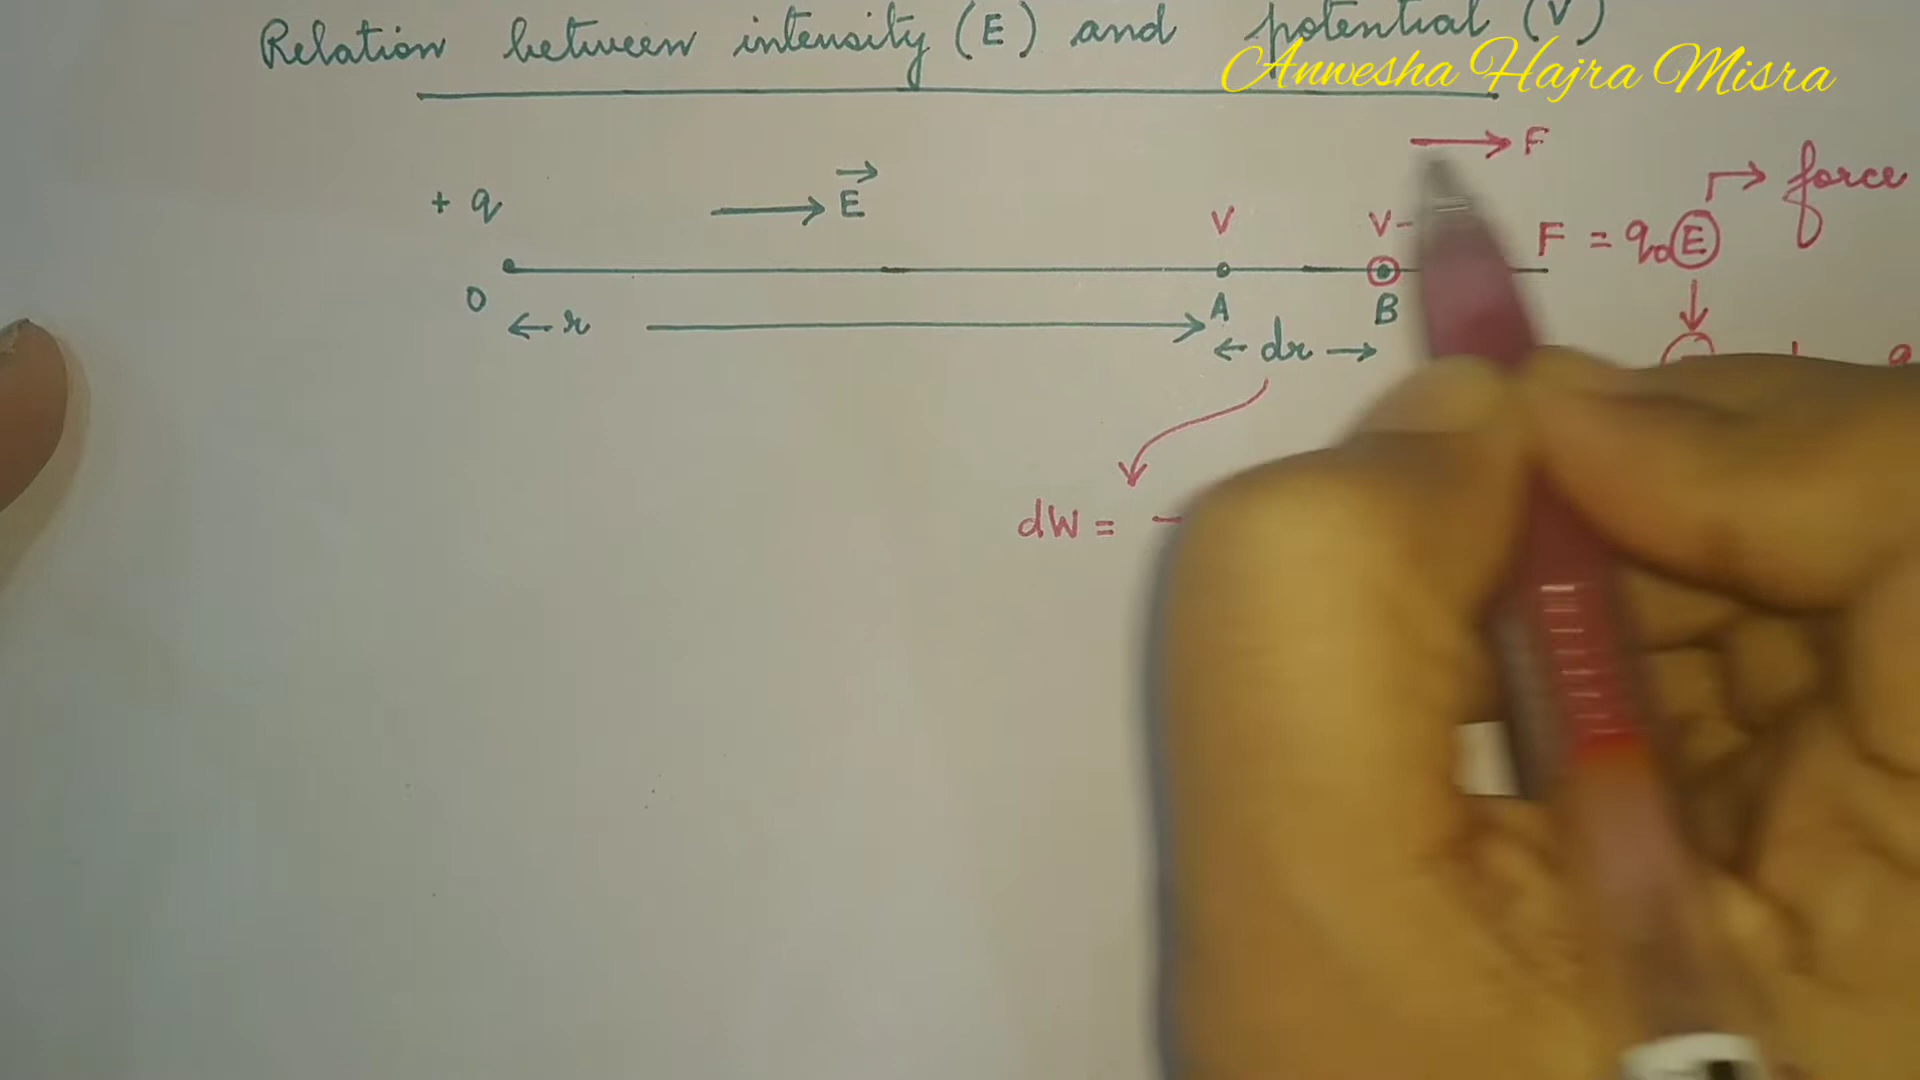 Relation between intensity (E) and potential (V)
Anwesha Hajra Misra
→ F
→ force
+ q
→ E
V
V-
F = q₀E
O
A
B
← r →
← dr →
dW = -